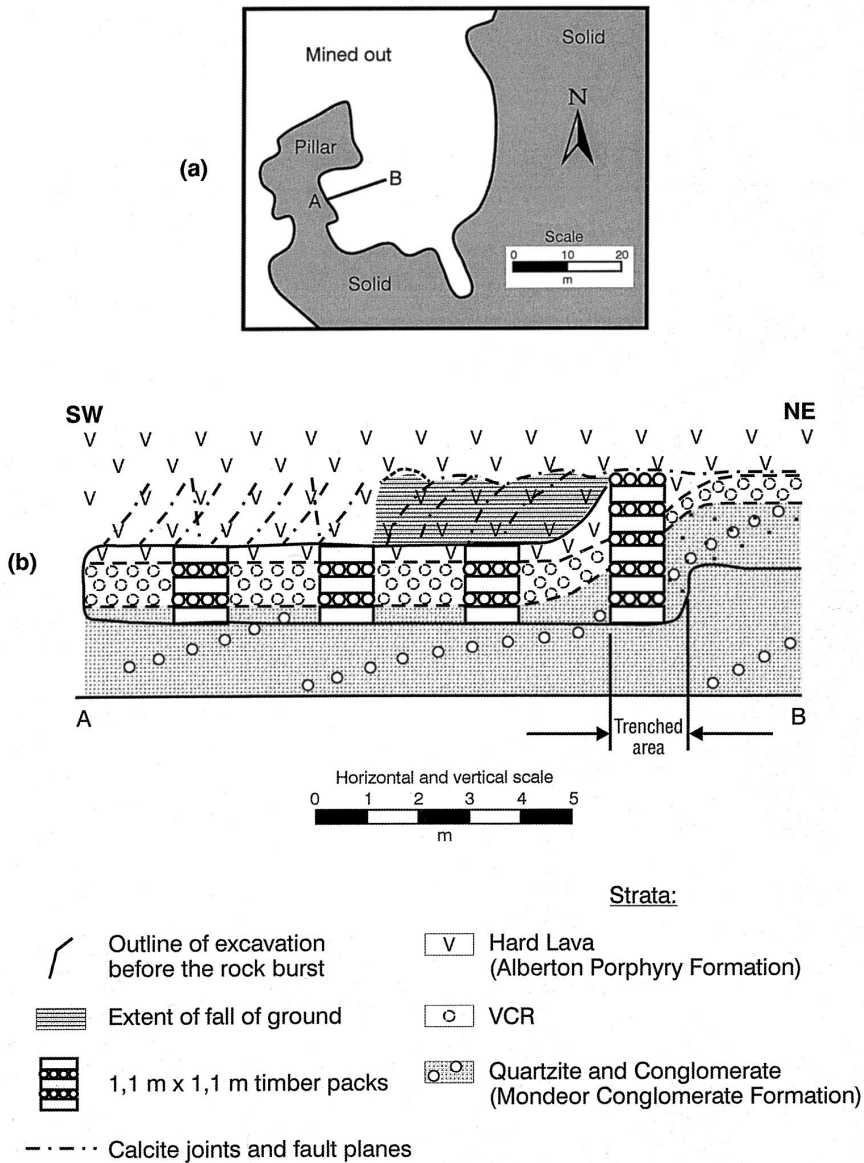 (a)
Mined out
Solid
N
Pillar
B
A
Scale
0 10 20
m
Solid
(b)
SW NE
V V V V V V V
V V V V V V V
V V V V V V V
V V V V V V V
V V V V V
A B
Trenched
area
Horizontal and vertical scale
0 1 2 3 4 5
m
Strata:
Outline of excavation
before the rock burst
Extent of fall of ground
1,1 m x 1,1 m timber packs
Calcite joints and fault planes
V Hard Lava
(Alberton Porphyry Formation)
VCR
Quartzite and Conglomerate
(Mondeor Conglomerate Formation)